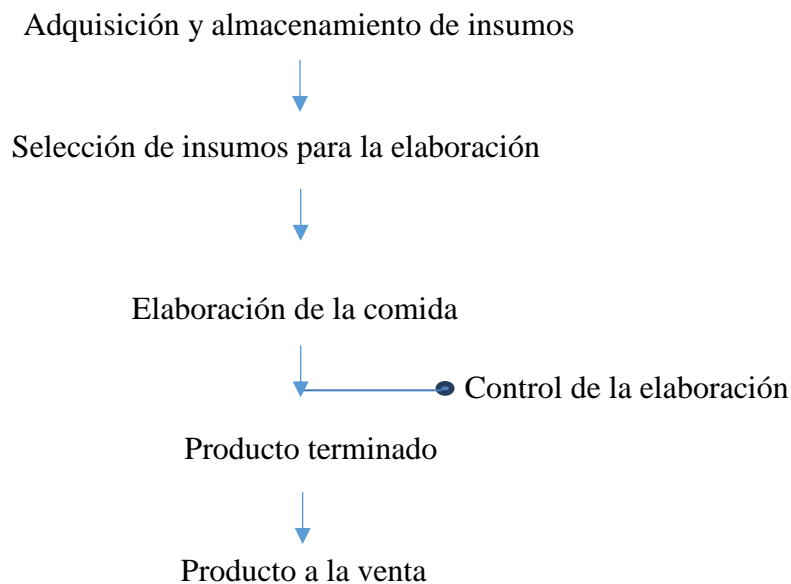 Adquisición y almacenamiento de insumos
Selección de insumos para la elaboración
Elaboración de la comida
Control de la elaboración
Producto terminado
Producto a la venta